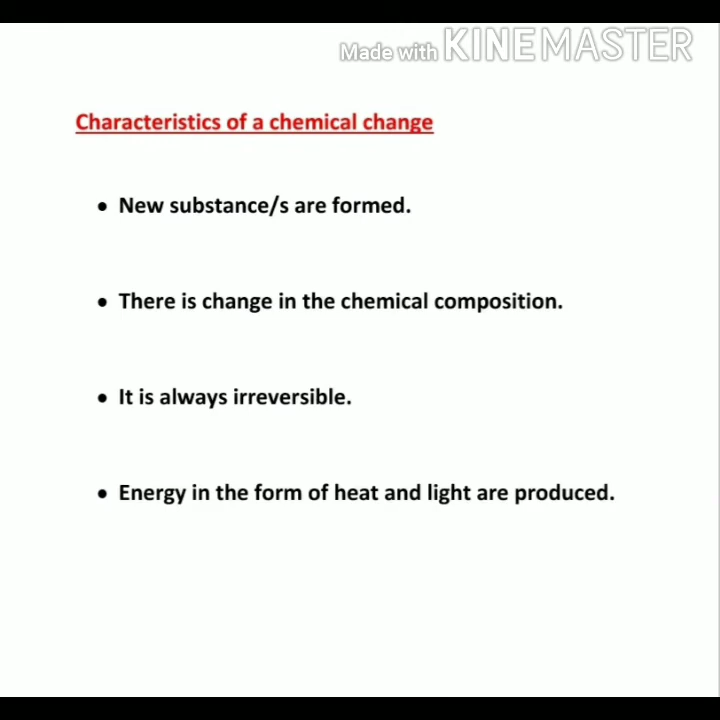 Made with KINEMASTER
Characteristics of a chemical change
• New substance/s are formed.
• There is change in the chemical composition.
• It is always irreversible.
• Energy in the form of heat and light are produced.